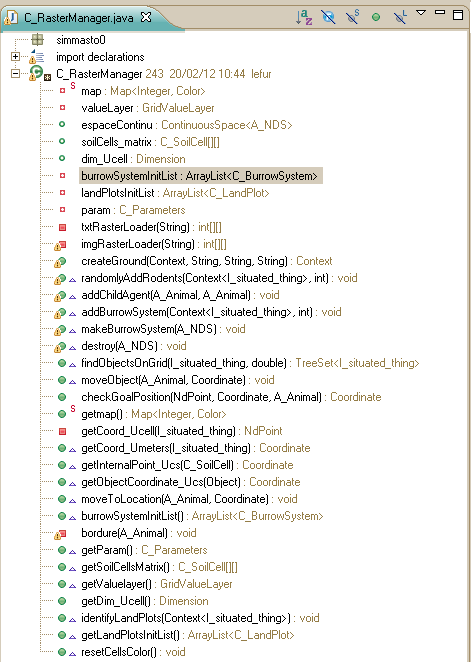 C_RasterManager.java
simmasto0
import declarations
C_RasterManager 243 20/02/12 10:44 lefur
S map : Map<Integer, Color>
valueLayer : GridValueLayer
espaceContinu : ContinuousSpace<A_NDS>
soilCells_matrix : C_SoilCell[][]
dim_Ucell : Dimension
burrowSystemInitList : ArrayList<C_BurrowSystem>
landPlotsInitList : ArrayList<C_LandPlot>
param : C_Parameters
txtRasterLoader(String) : int[][]
imgRasterLoader(String) : int[][]
createGround(Context, String, String, String) : Context
randomlyAddRodents(Context<I_situated_thing>, int) : void
addChildAgent(A_Animal, A_Animal) : void
addBurrowSystem(Context<I_situated_thing>, int) : void
makeBurrowSystem(A_NDS) : void
destroy(A_NDS) : void
findObjectsOnGrid(I_situated_thing, double) : TreeSet<I_situated_thing>
moveObject(A_Animal, Coordinate) : void
checkGoalPosition(NdPoint, Coordinate, A_Animal) : Coordinate
S getmap() : Map<Integer, Color>
getCoord_Ucell(I_situated_thing) : NdPoint
getCoord_Umeters(I_situated_thing) : Coordinate
getInternalPoint_Ucs(C_SoilCell) : Coordinate
getObjectCoordinate_Ucs(Object) : Coordinate
moveToLocation(A_Animal, Coordinate) : void
burrowSystemInitList() : ArrayList<C_BurrowSystem>
bordure(A_Animal) : void
getParam() : C_Parameters
getSoilCellsMatrix() : C_SoilCell[][]
getValuelayer() : GridValueLayer
getDim_Ucell() : Dimension
identifyLandPlots(Context<I_situated_thing>) : void
getLandPlotsInitList() : ArrayList<C_LandPlot>
resetCellsColor() : void